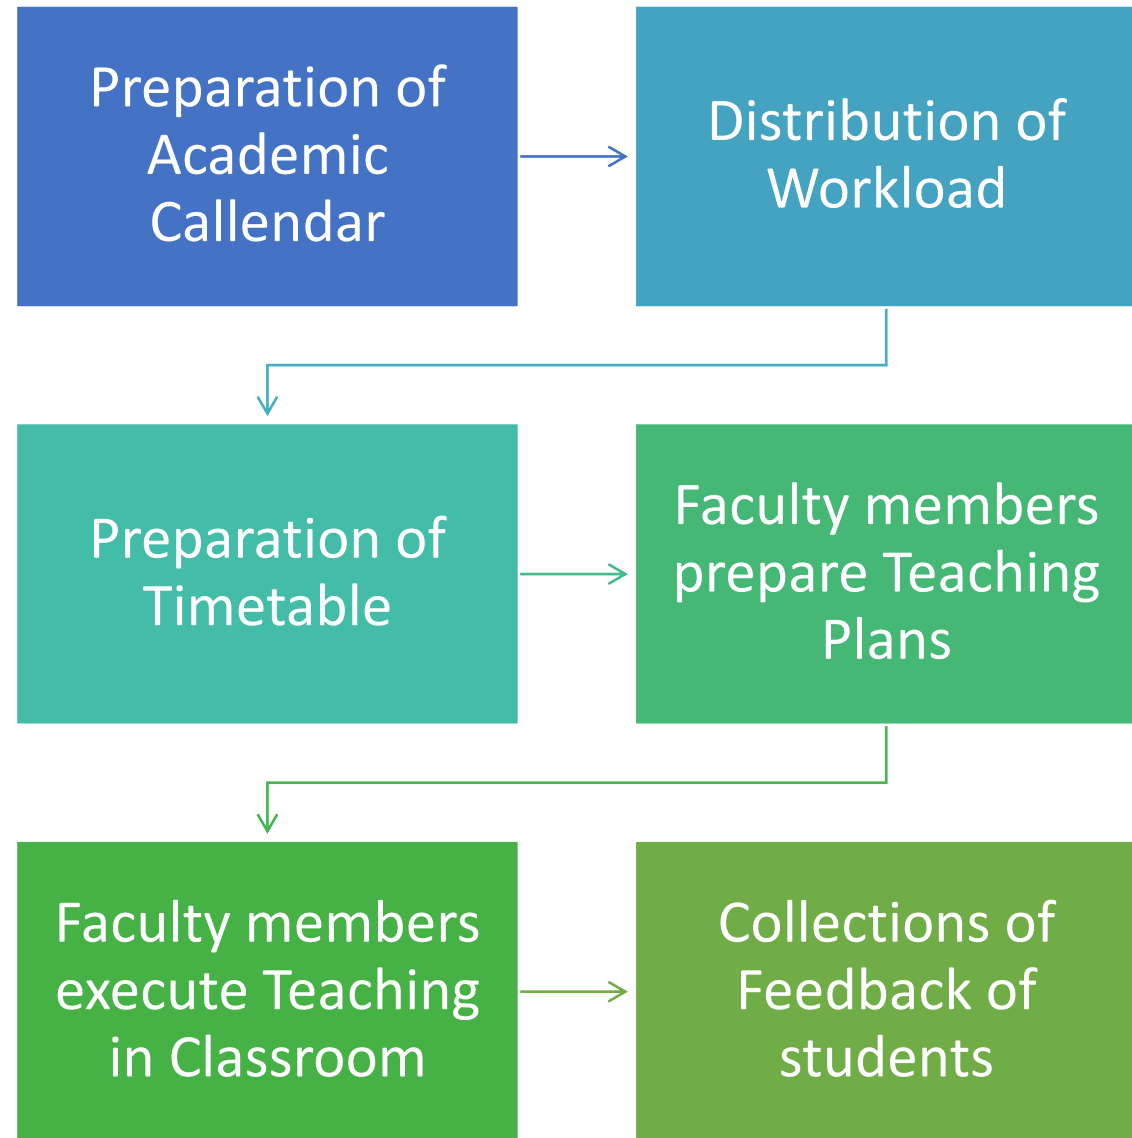 Preparation of
Academic
Callendar
Distribution of
Workload
Preparation of
Timetable
Faculty members
prepare Teaching
Plans
Faculty members
execute Teaching
in Classroom
Collections of
Feedback of
students